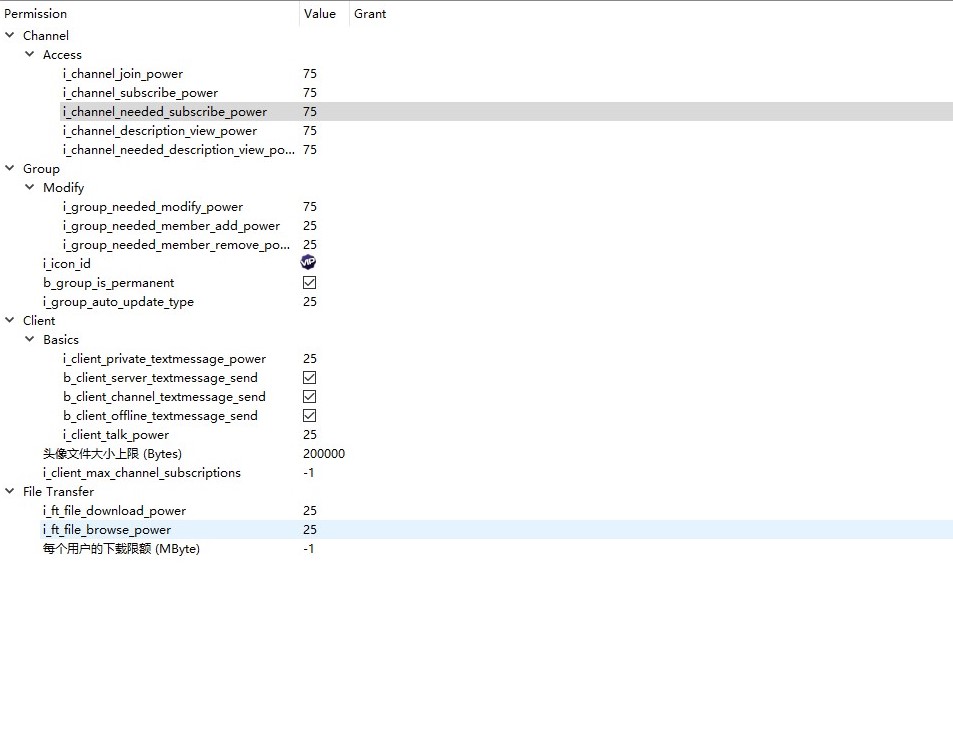 Permission Value Grant
Channel
Access
i_channel_join_power 75
i_channel_subscribe_power 75
i_channel_needed_subscribe_power 75
i_channel_description_view_power 75
i_channel_needed_description_view_po... 75
Group
Modify
i_group_needed_modify_power 75
i_group_needed_member_add_power 25
i_group_needed_member_remove_po... 25
i_icon_id VIP
b_group_is_permanent
i_group_auto_update_type 25
Client
Basics
i_client_private_textmessage_power 25
b_client_server_textmessage_send
b_client_channel_textmessage_send
b_client_offline_textmessage_send
i_client_talk_power 25
头像文件大小上限 (Bytes) 200000
i_client_max_channel_subscriptions -1
File Transfer
i_ft_file_download_power 25
i_ft_file_browse_power 25
每个用户的下载限额 (MByte) -1